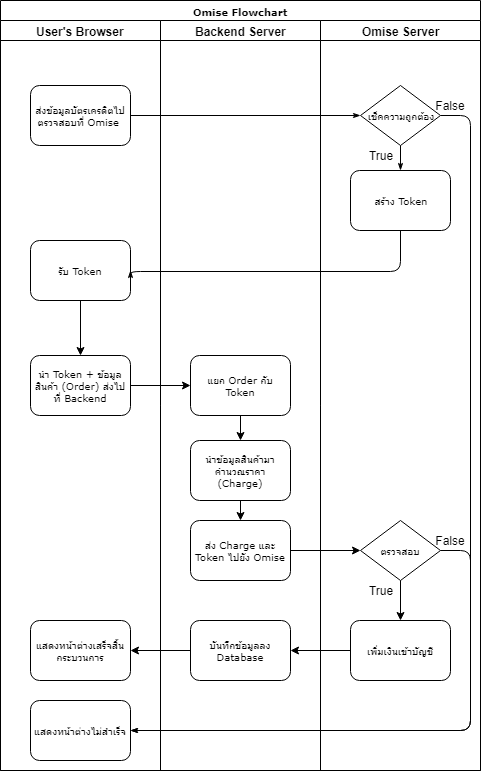 Omise Flowchart
User's Browser
Backend Server
Omise Server
ส่งข้อมูลบัตรเครดิตไป
ตรวจสอบที่ Omise
เช็คความถูกต้อง
False
True
สร้าง Token
รับ Token
นำ Token + ข้อมูล
สินค้า (Order) ส่งไป
ที่ Backend
แยก Order กับ
Token
นำข้อมูลสินค้ามา
คำนวณราคา
(Charge)
ส่ง Charge และ
Token ไปยัง Omise
ตรวจสอบ
False
True
แสดงหน้าต่างเสร็จสิ้น
กระบวนการ
บันทึกข้อมูลลง
Database
เพิ่มเงินเข้าบัญชี
แสดงหน้าต่างไม่สำเร็จ